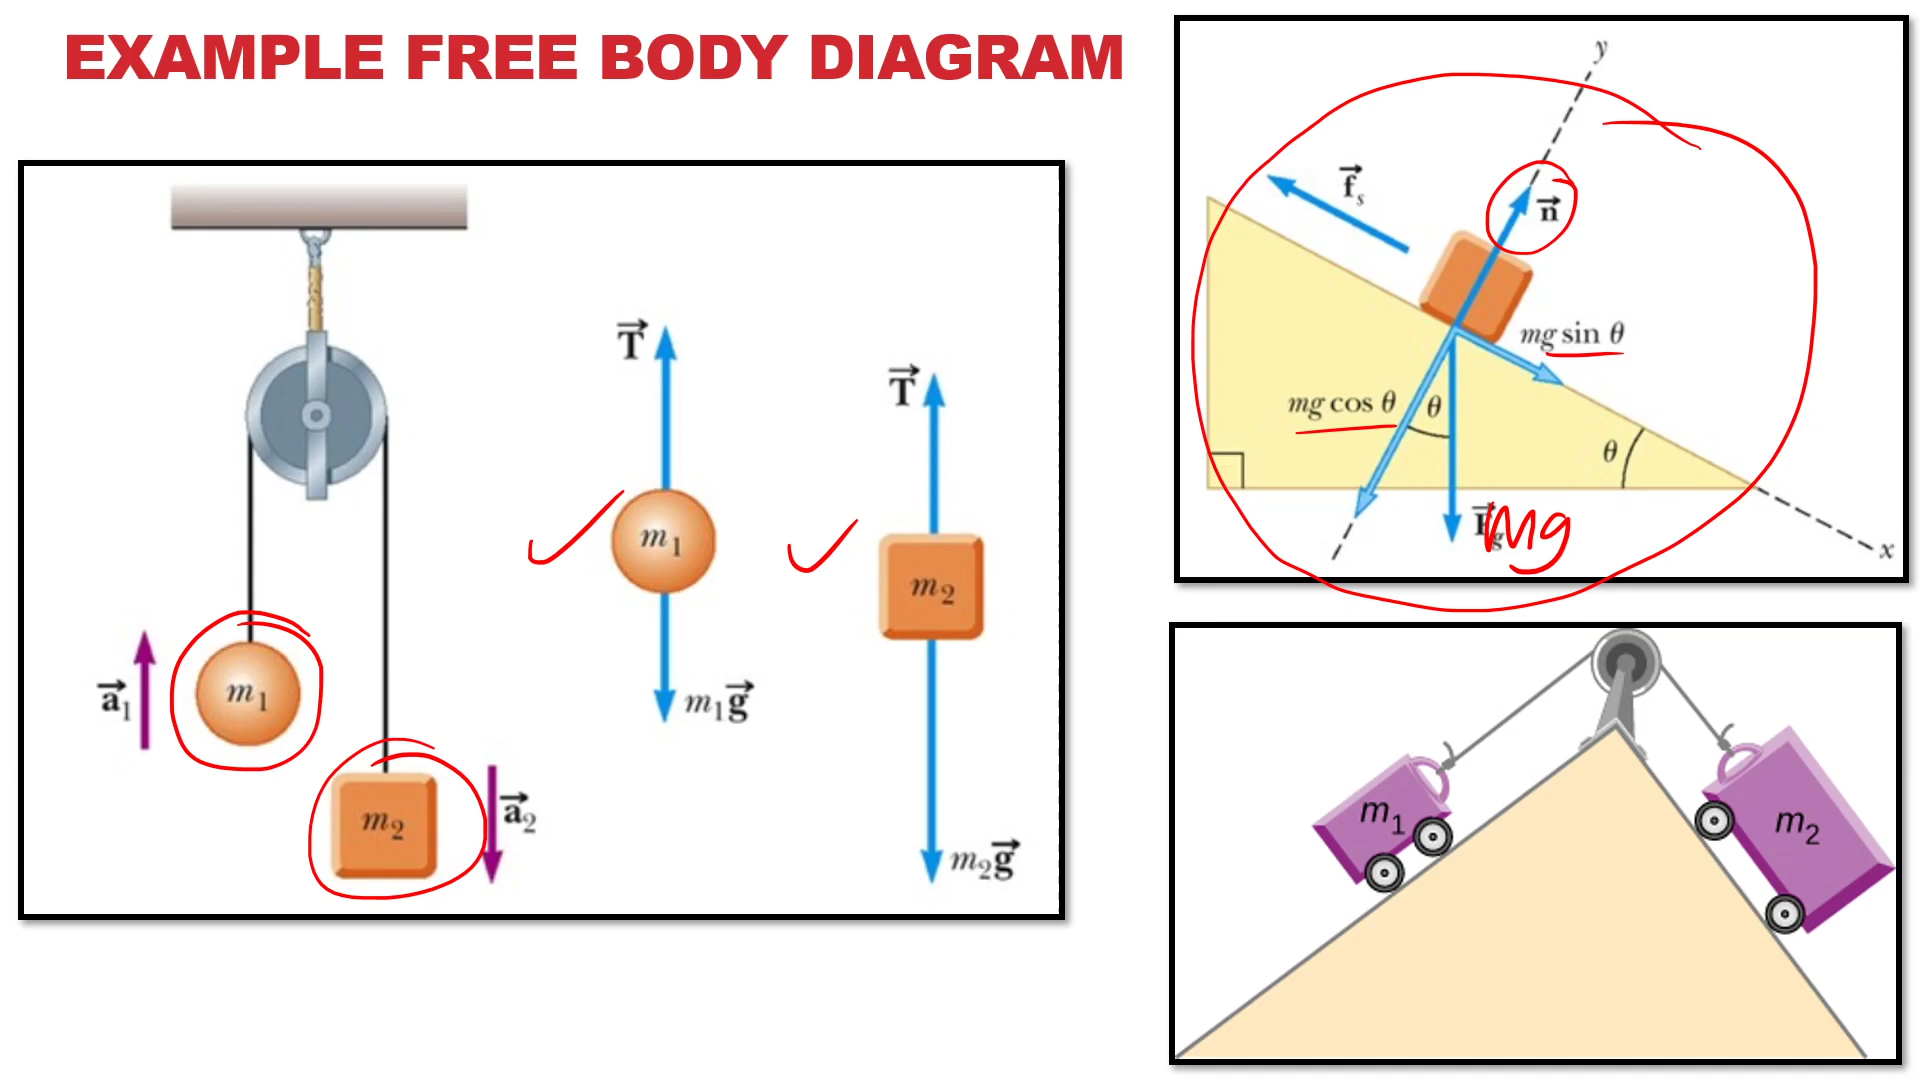 EXAMPLE FREE BODY DIAGRAM
T⃗
T⃗
m₁
m₂
m₁g⃗
m₂g⃗
a⃗₁
m₁
m₂
a⃗₂
y
f⃗ₛ
n⃗
mg sin θ
mg cos θ
θ
θ
mg
x
m₁
m₂